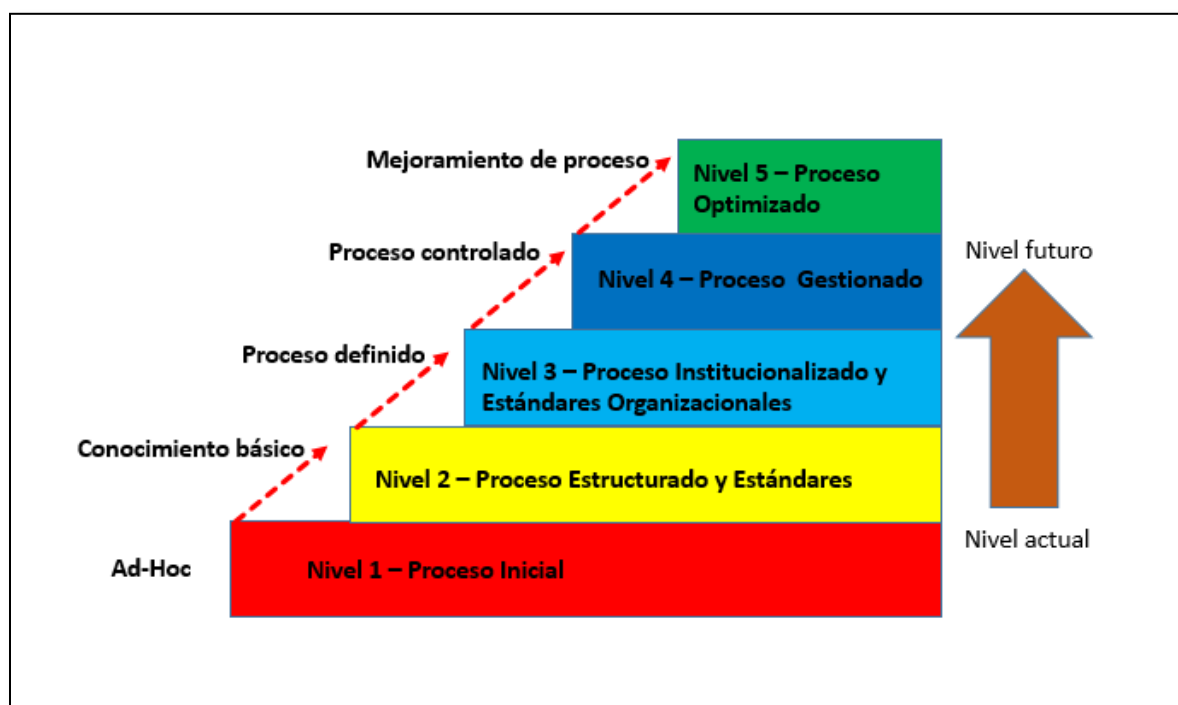 Mejoramiento de proceso
Nivel 5 – Proceso
Optimizado
Proceso controlado
Nivel 4 – Proceso Gestionado
Nivel futuro
Proceso definido
Nivel 3 – Proceso Institucionalizado y
Estándares Organizacionales
Conocimiento básico
Nivel 2 – Proceso Estructurado y Estándares
Nivel actual
Ad-Hoc
Nivel 1 – Proceso Inicial